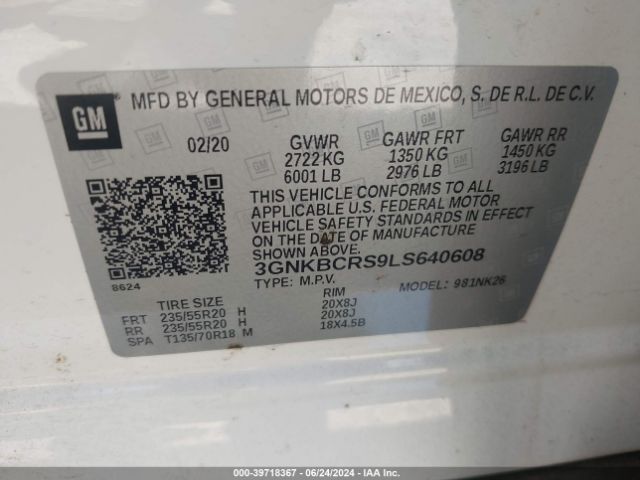 GM
MFD BY GENERAL MOTORS DE MEXICO, S. DE R.L. DE C.V.
02/20 GVWR GAWR FRT GAWR RR
2722 KG 1350 KG 1450 KG
6001 LB 2976 LB 3196 LB
THIS VEHICLE CONFORMS TO ALL
APPLICABLE U.S. FEDERAL MOTOR
VEHICLE SAFETY STANDARDS IN EFFECT
ON THE DATE OF MANUFACTURE
SHOWN ABOVE.
3GNKBCRS9LS640608
TYPE: M.P.V. MODEL: 981NK26
8624
TIRE SIZE RIM
FRT 235/55R20 H 20X8J
RR 235/55R20 H 20X8J
SPA T135/70R18 M 18X4.5B
000-39718367 - 06/24/2024 - IAA Inc.